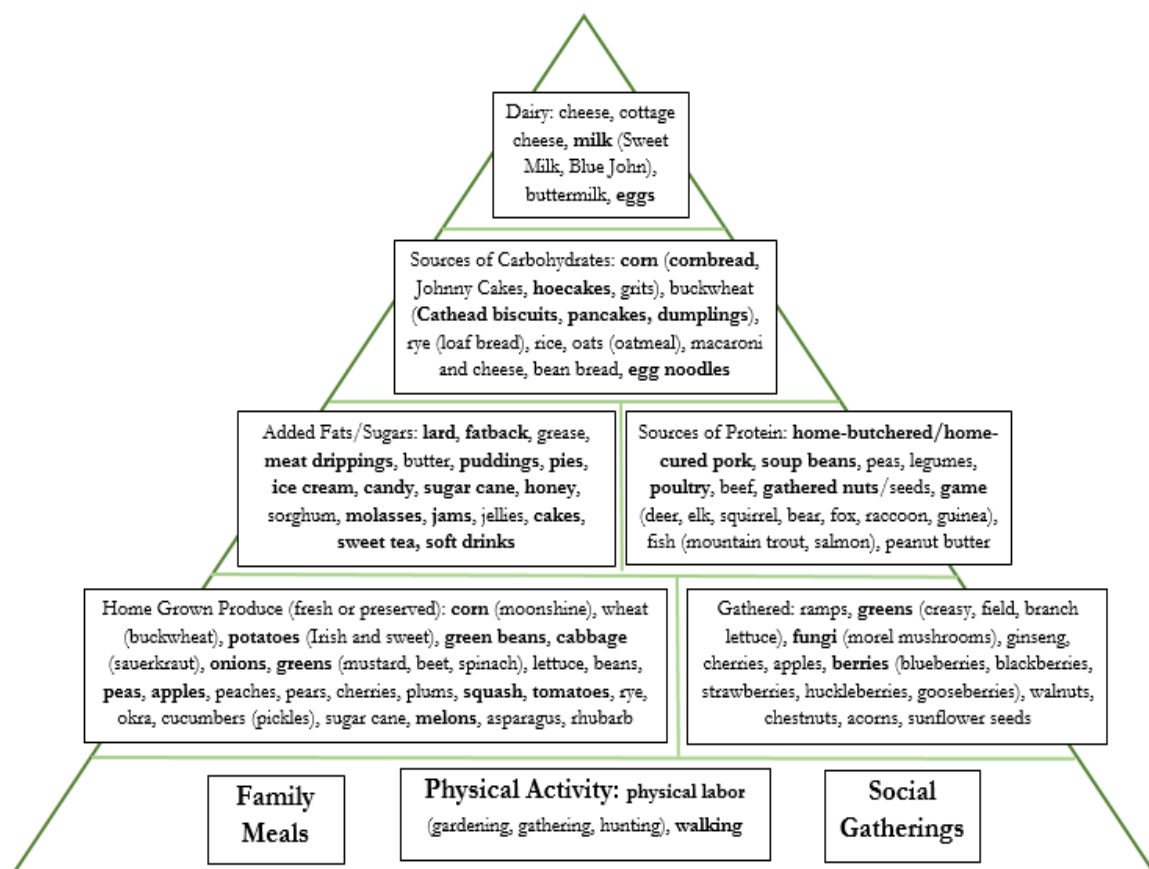 Dairy: cheese, cottage
cheese, milk (Sweet
Milk, Blue John),
buttermilk, eggs
Sources of Carbohydrates: corn (cornbread,
Johnny Cakes, hoecakes, grits), buckwheat
(Cathead biscuits, pancakes, dumplings),
rye (loaf bread), rice, oats (oatmeal), macaroni
and cheese, bean bread, egg noodles
Added Fats/Sugars: lard, fatback, grease,
meat drippings, butter, puddings, pies,
ice cream, candy, sugar cane, honey,
sorghum, molasses, jams, jellies, cakes,
sweet tea, soft drinks
Sources of Protein: home-butchered/home-
cured pork, soup beans, peas, legumes,
poultry, beef, gathered nuts/seeds, game
(deer, elk, squirrel, bear, fox, raccoon, guinea),
fish (mountain trout, salmon), peanut butter
Home Grown Produce (fresh or preserved): corn (moonshine), wheat
(buckwheat), potatoes (Irish and sweet), green beans, cabbage
(sauerkraut), onions, greens (mustard, beet, spinach), lettuce, beans,
peas, apples, peaches, pears, cherries, plums, squash, tomatoes, rye,
okra, cucumbers (pickles), sugar cane, melons, asparagus, rhubarb
Gathered: ramps, greens (creasy, field, branch
lettuce), fungi (morel mushrooms), ginseng,
cherries, apples, berries (blueberries, blackberries,
strawberries, huckleberries, gooseberries), walnuts,
chestnuts, acorns, sunflower seeds
Family
Meals
Physical Activity: physical labor
(gardening, gathering, hunting), walking
Social
Gatherings